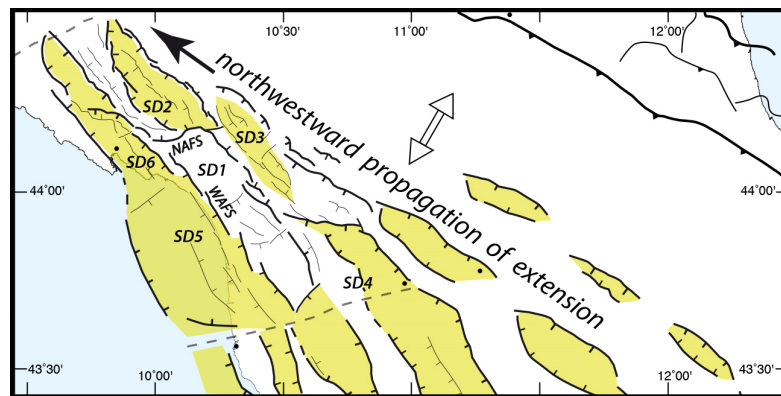 10°30'
11°00'
12°00'
northwestward propagation of extension
SD2
SD3
NAFS
SD6
SD1
44°00'
44°00'
WAFS
SD5
SD4
43°30'
10°00'
12°00'
43°30'